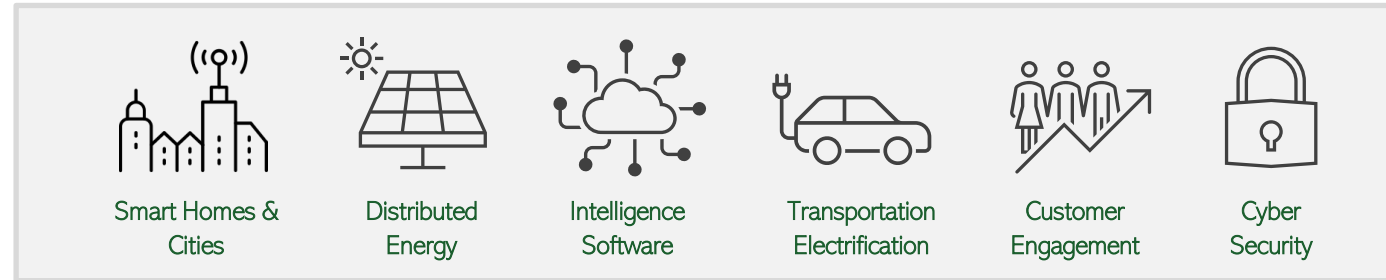 Smart Homes &
Cities
Distributed
Energy
Intelligence
Software
Transportation
Electrification
Customer
Engagement
Cyber
Security